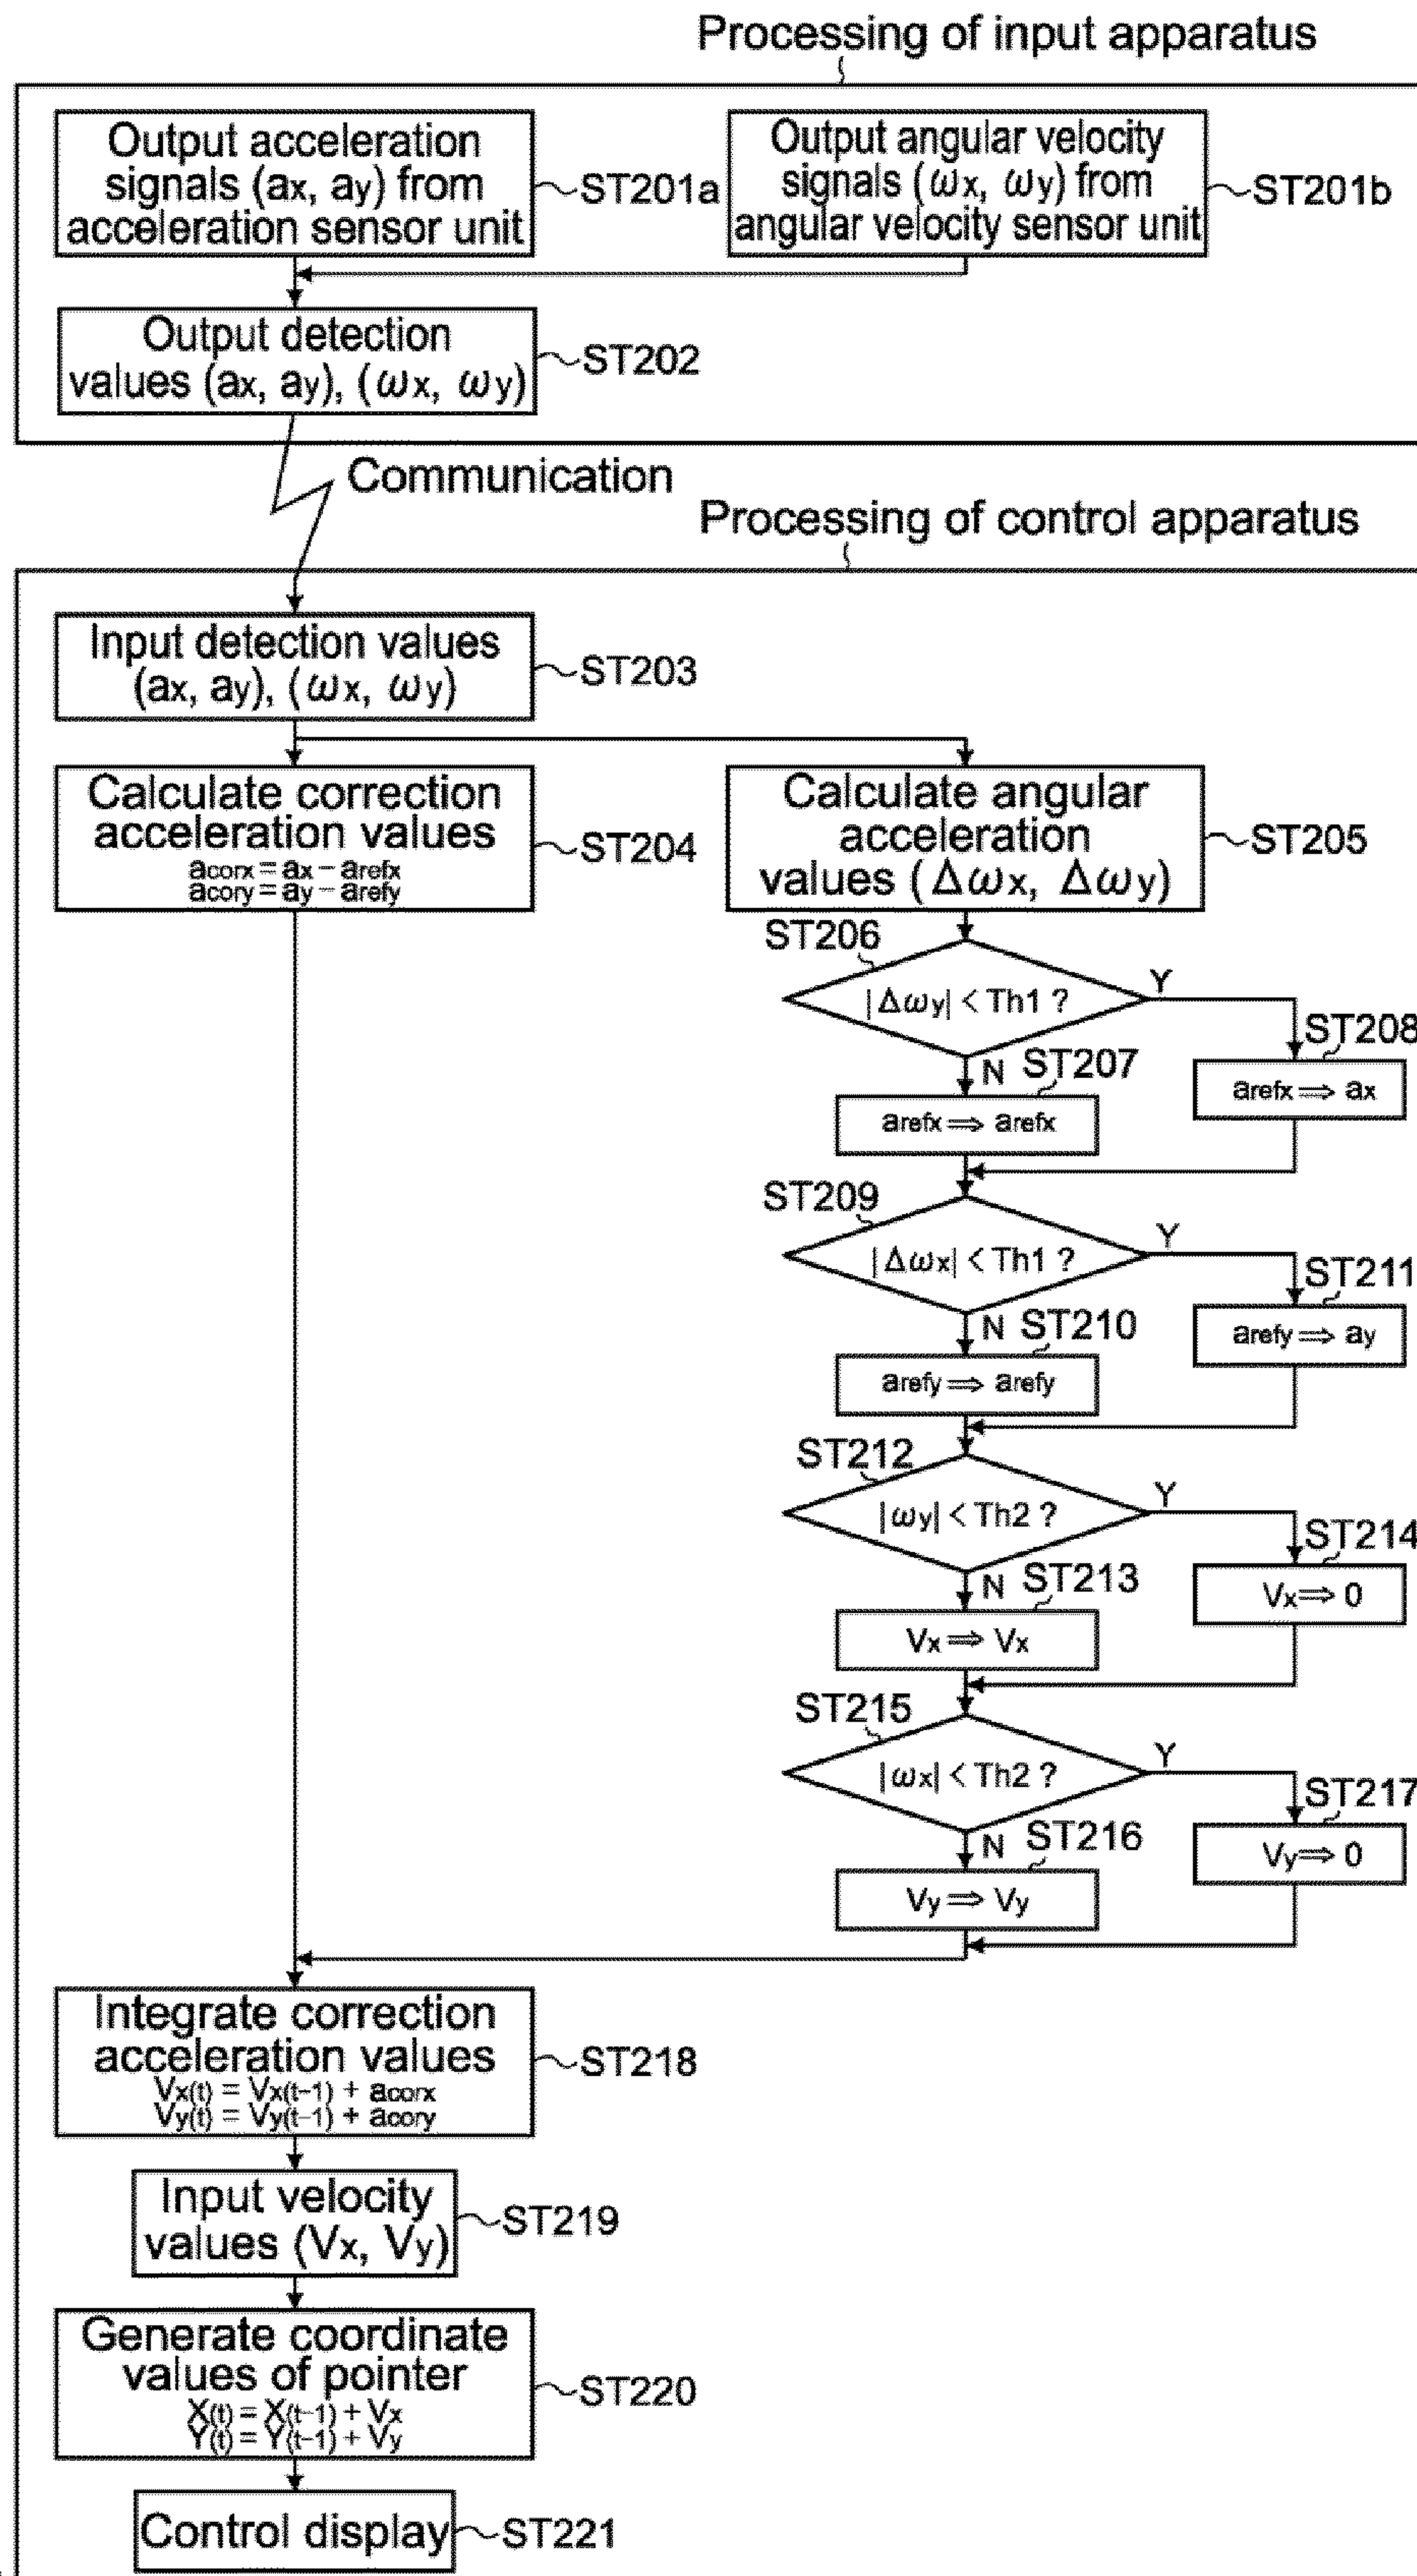 Processing of input apparatus
Output acceleration
signals (ax, ay) from
acceleration sensor unit
ST201a
Output angular velocity
signals (ωx, ωy) from
angular velocity sensor unit
ST201b
Output detection
values (ax, ay), (ωx, ωy)
ST202
Communication
Processing of control apparatus
Input detection values
(ax, ay), (ωx, ωy)
ST203
Calculate correction
acceleration values
acorx = ax - arefx
acory = ay - arefy
ST204
Calculate angular
acceleration
values (Δωx, Δωy)
ST205
ST206
|Δωy| < Th1 ?
Y
ST208
arefx ⇒ ax
N
ST207
arefx ⇒ arefx
ST209
|Δωx| < Th1 ?
Y
ST211
arefy ⇒ ay
N
ST210
arefy ⇒ arefy
ST212
|ωy| < Th2 ?
Y
ST214
Vx ⇒ 0
N
ST213
Vx ⇒ Vx
ST215
|ωx| < Th2 ?
Y
ST217
Vy ⇒ 0
N
ST216
Vy ⇒ Vy
Integrate correction
acceleration values
Vx(t) = Vx(t-1) + acorx
Vy(t) = Vy(t-1) + acory
ST218
Input velocity
values (Vx, Vy)
ST219
Generate coordinate
values of pointer
X(t) = X(t-1) + Vx
Y(t) = Y(t-1) + Vy
ST220
Control display
ST221